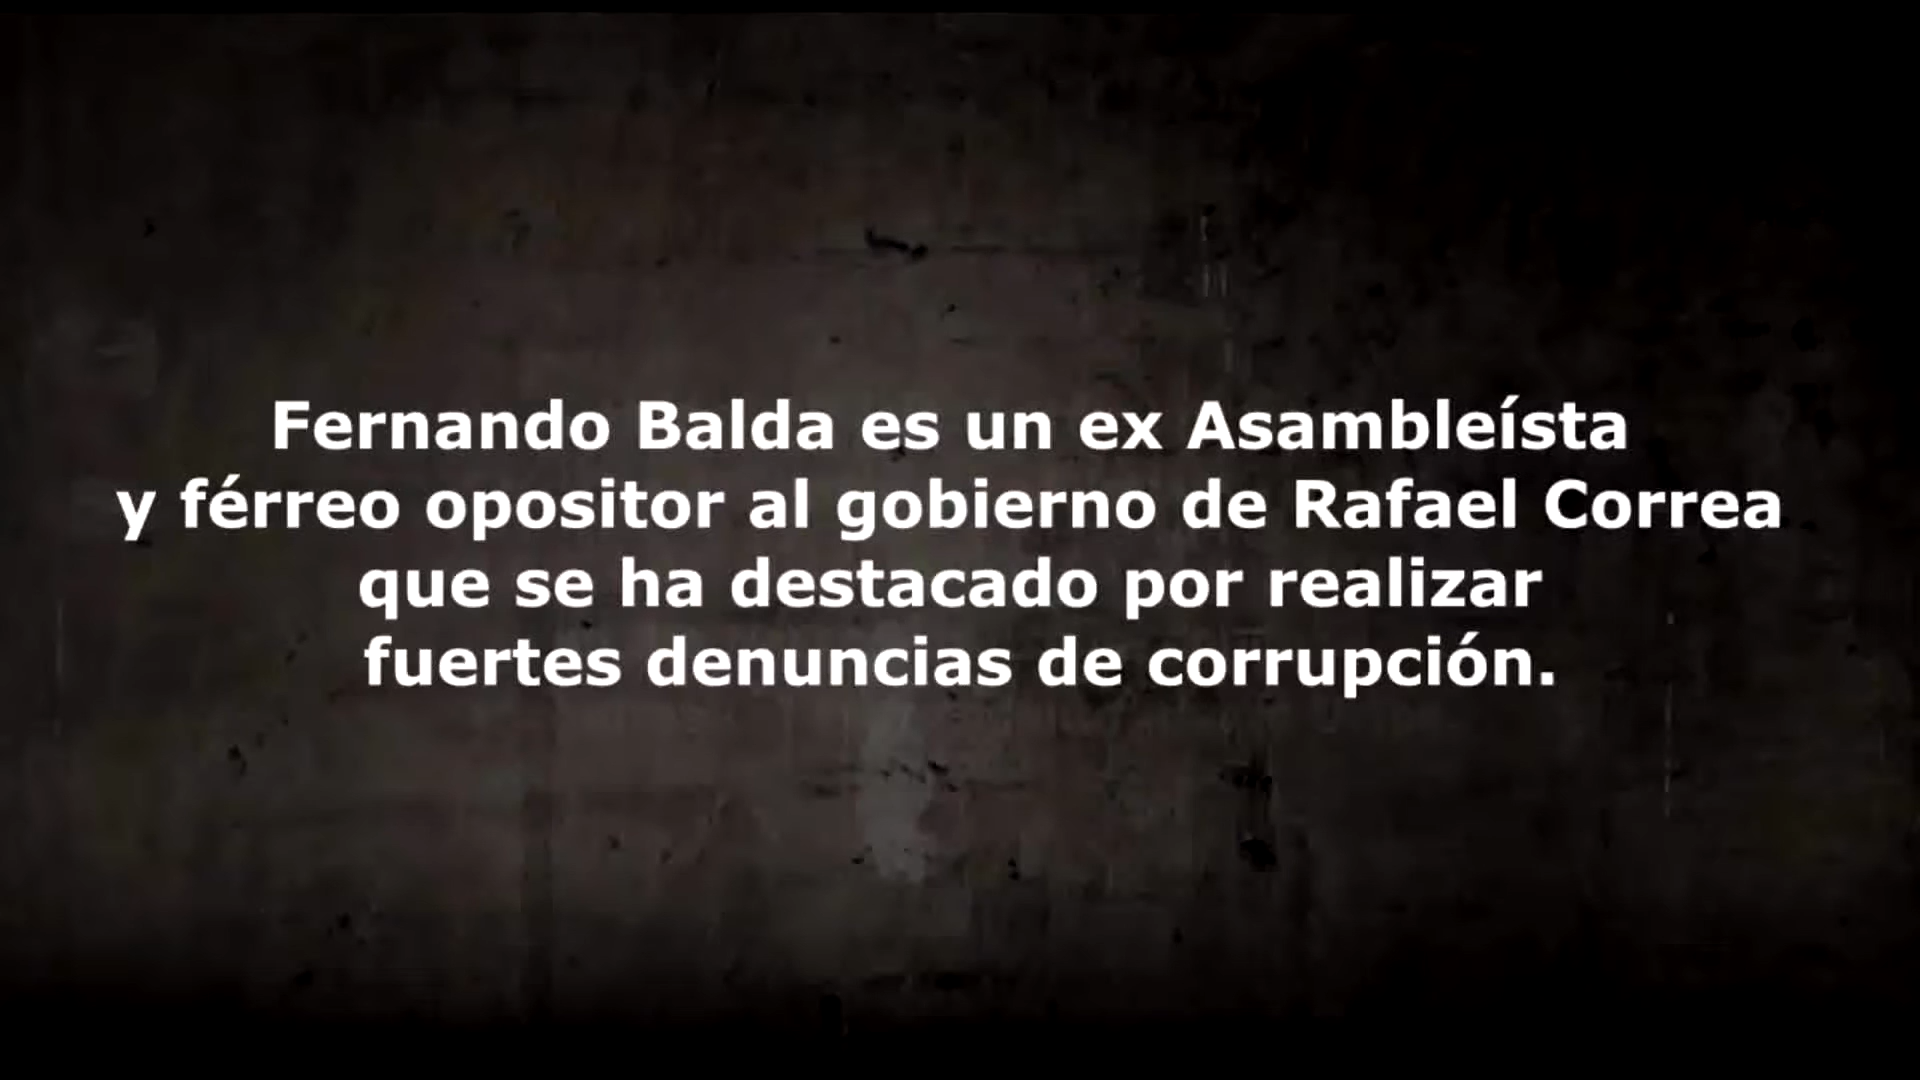 Fernando Balda es un ex Asambleísta
y férreo opositor al gobierno de Rafael Correa
que se ha destacado por realizar
fuertes denuncias de corrupción.